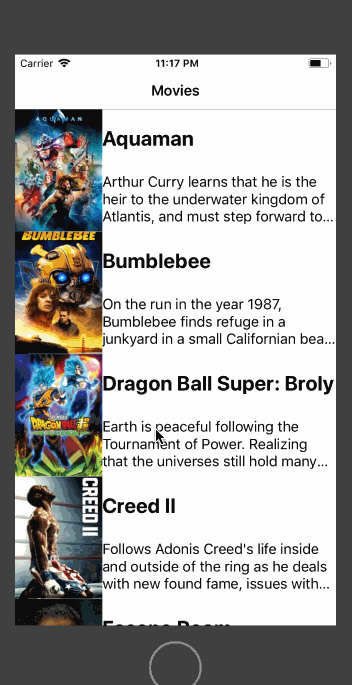 Carrier 11:17 PM
Movies
AQUAMAN
Aquaman
Arthur Curry learns that he is the
heir to the underwater kingdom of
Atlantis, and must step forward to...
BUMBLEBEE
Bumblebee
On the run in the year 1987,
Bumblebee finds refuge in a
junkyard in a small Californian bea...
Dragon Ball Super: Broly
DRAGONBALL
Earth is peaceful following the
Tournament of Power. Realizing
that the universes still hold many...
CREED II
Creed II
Follows Adonis Creed's life inside
and outside of the ring as he deals
with new found fame, issues with...
Escape Room